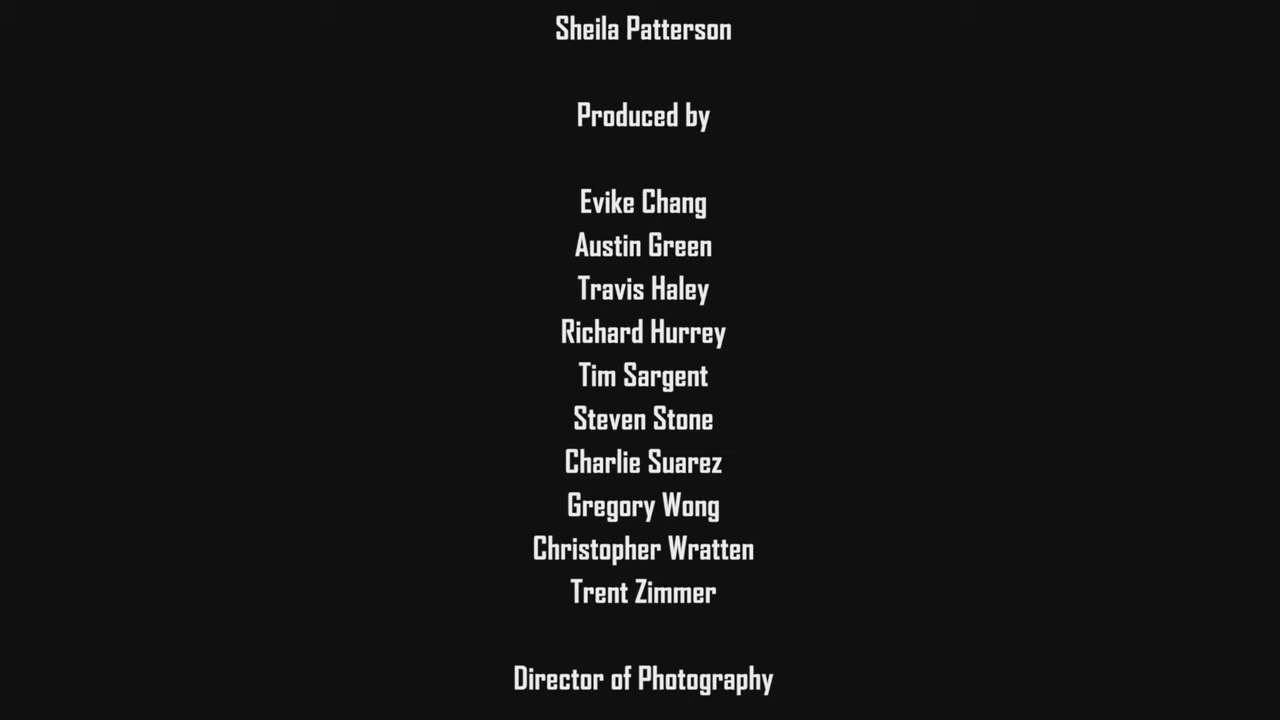 Sheila Patterson
Produced by
Evike Chang
Austin Green
Travis Haley
Richard Hurrey
Tim Sargent
Steven Stone
Charlie Suarez
Gregory Wong
Christopher Wratten
Trent Zimmer
Director of Photography